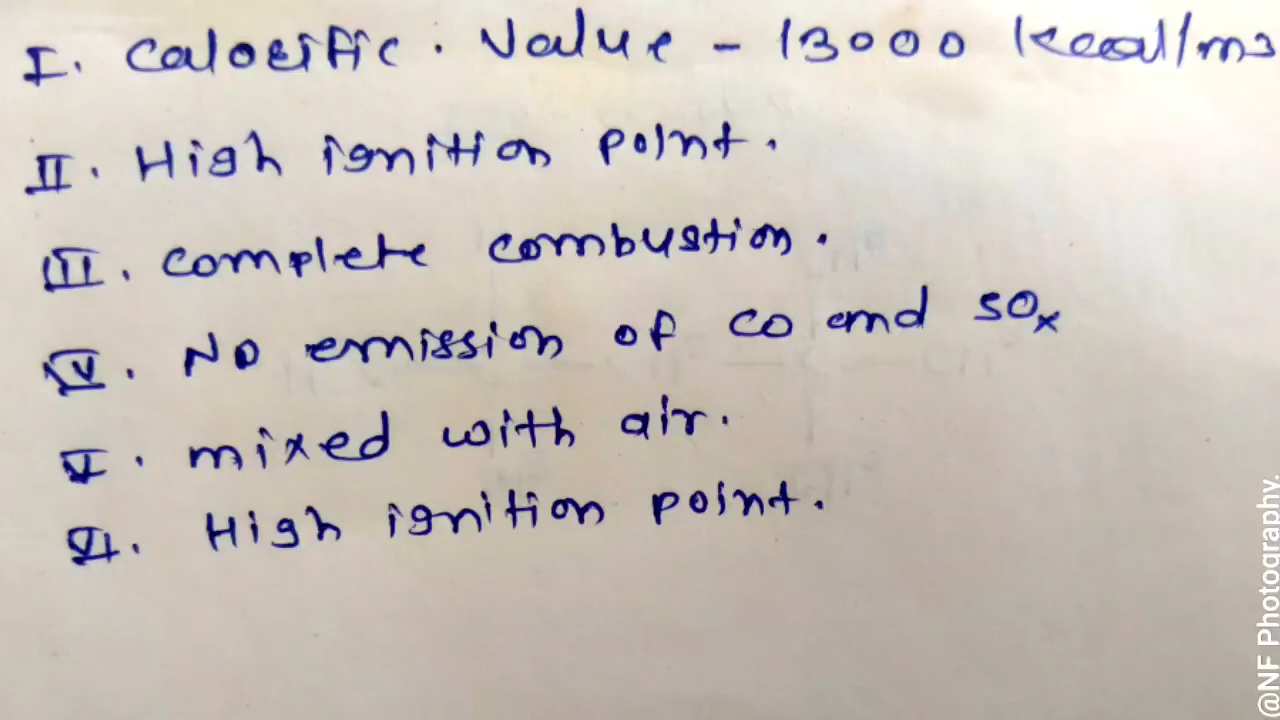 I. Calorific. Value - 13000 kcal/m3
II. High ignition point.
III. complete combustion.
IV. No emission of co and SOx
V. mixed with air.
VI. High ignition point.
@NF Photography.